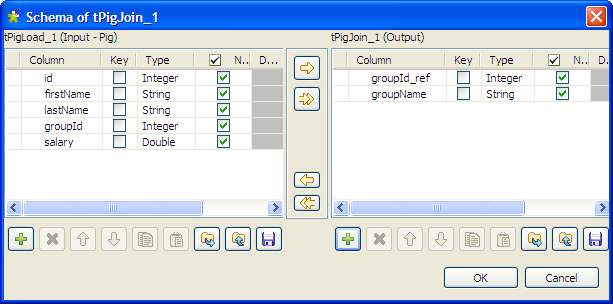 Schema of tPigJoin_1
tPigLoad_1 (Input - Pig)
tPigJoin_1 (Output)
Column Key Type N.. D...
id Integer
firstName String
lastName String
groupId Integer
salary Double
Column Key Type N.. D...
groupId_ref Integer
groupName String
OK Cancel